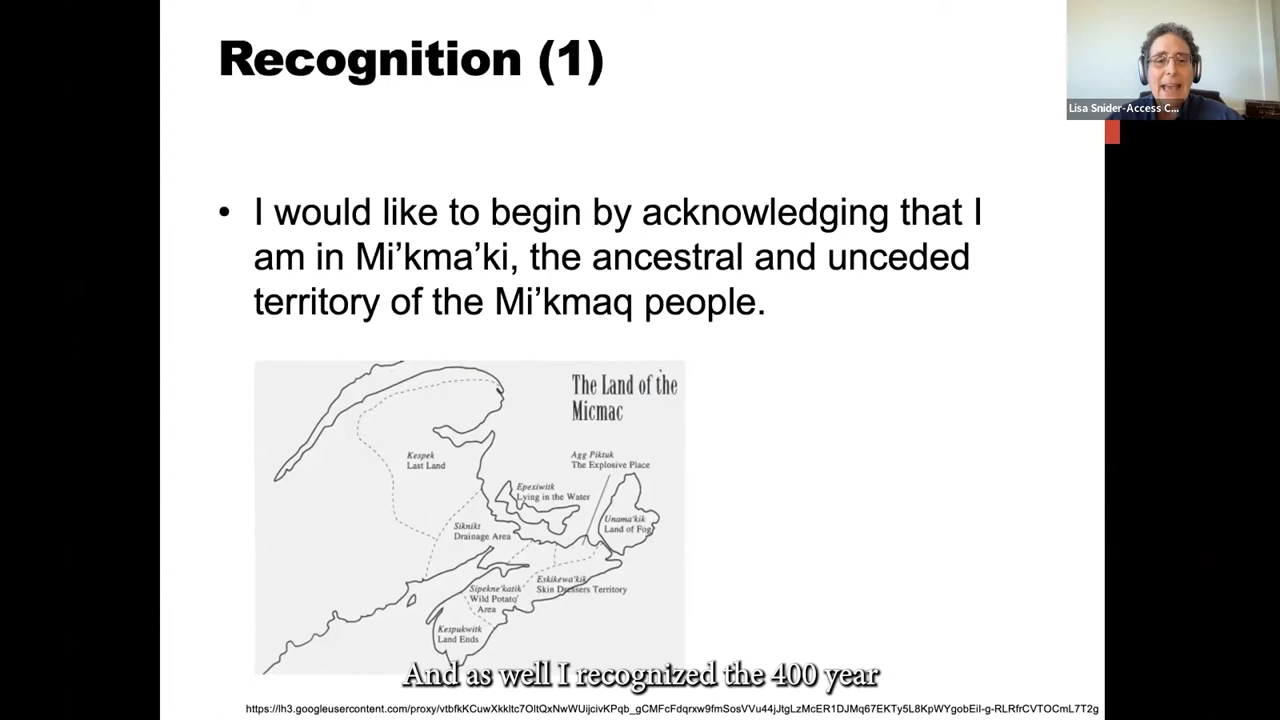 Recognition (1)
Lisa Snider-Access C...
• I would like to begin by acknowledging that I
am in Mi’kma’ki, the ancestral and unceded
territory of the Mi’kmaq people.
The Land of the
Micmac
Kespek
Last Land
Agg Piktuk
The Explosive Place
Epexiwitk
Lying in the Water
Unama'kik
Land of Fog
Siknikt
Drainage Area
Eskikewa'kik
Skin Dressers Territory
Sipekne'katik
Wild Potato
Area
Kespukwitk
Land Ends
And as well I recognized the 400 year
https://lh3.googleusercontent.com/proxy/vtbfkKCuwXkkltc7OltQxNwWUijcivKPqb_gCMFcFdqrxw9fmSosVVu44jJtgLzMcER1DJMq67EKTy5L8KpWYgobEiI-g-RLRfrCVTOCmL7T2g